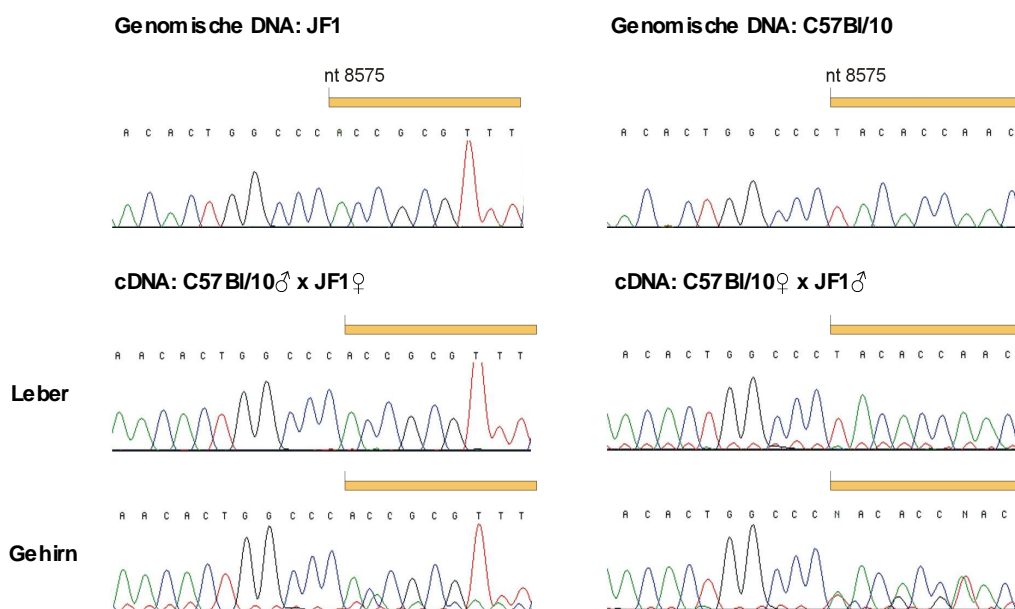 Genomische DNA: JF1
nt 8575
A C A C T G G C C C A C C G C G T T T
Genomische DNA: C57Bl/10
nt 8575
A C A C T G G C C C T A C A C C A A C
cDNA: C57Bl/10♂ x JF1♀
A A C A C T G G C C C A C C G C G T T T
cDNA: C57Bl/10♀ x JF1♂
A C A C T G G C C C T A C A C C A A C
Leber
A A C A C T G G C C C A C C G C G T T T
A C A C T G G C C C N A C A C C N A C
Gehirn